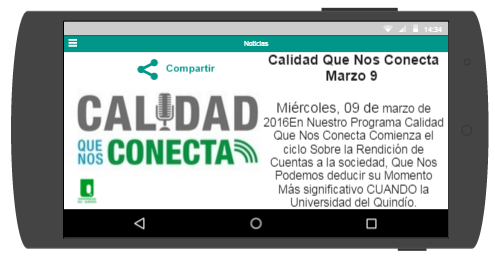 14:34
Noticias
Compartir
CALIDAD
QUE
NOS
CONECTA
Calidad Que Nos Conecta
Marzo 9
Miércoles, 09 de marzo de
2016En Nuestro Programa Calidad
Que Nos Conecta Comienza el
ciclo Sobre la Rendición de
Cuentas a la sociedad, Que Nos
Podemos deducir su Momento
Más significativo CUANDO la
Universidad del Quindío.